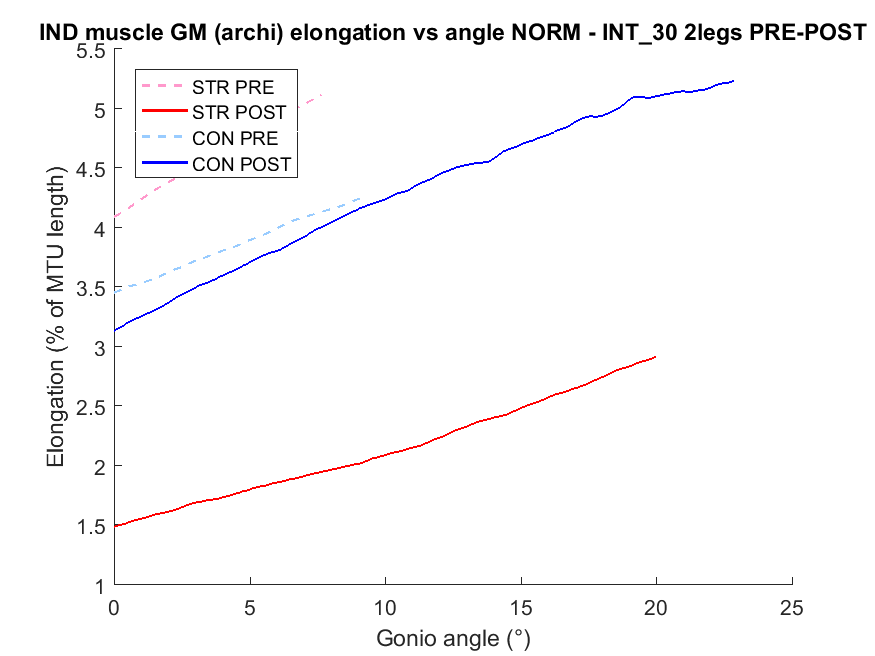 IND muscle GM (archi) elongation vs angle NORM - INT_30 2legs PRE-POST
5.5
5
4.5
4
3.5
3
2.5
2
1.5
1
Elongation (% of MTU length)
STR PRE
STR POST
CON PRE
CON POST
0 5 10 15 20 25
Gonio angle (°)